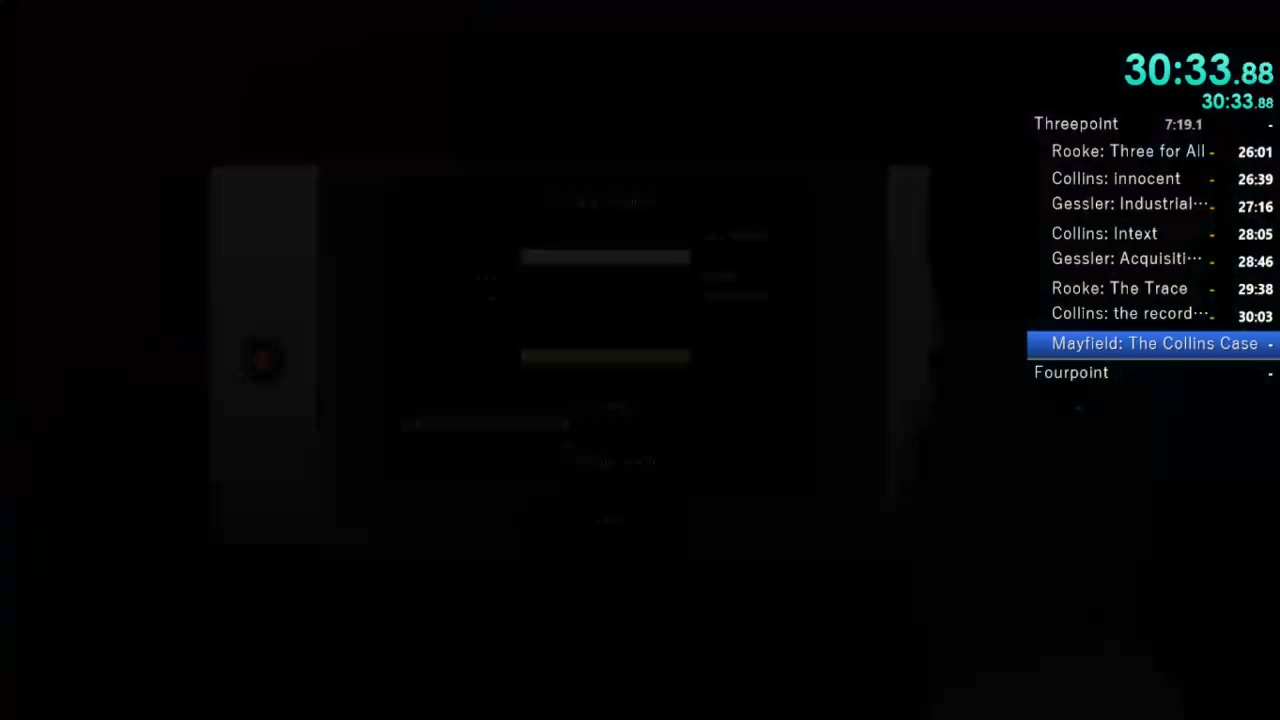 30:33.88
30:33.88
Threepoint 7:19.1 -
Rooke: Three for All - 26:01
Collins: innocent - 26:39
Gessler: Industrial… - 27:16
Collins: Intext - 28:05
Gessler: Acquisiti… - 28:46
Rooke: The Trace - 29:38
Collins: the record… - 30:03
Mayfield: The Collins Case -
Fourpoint -